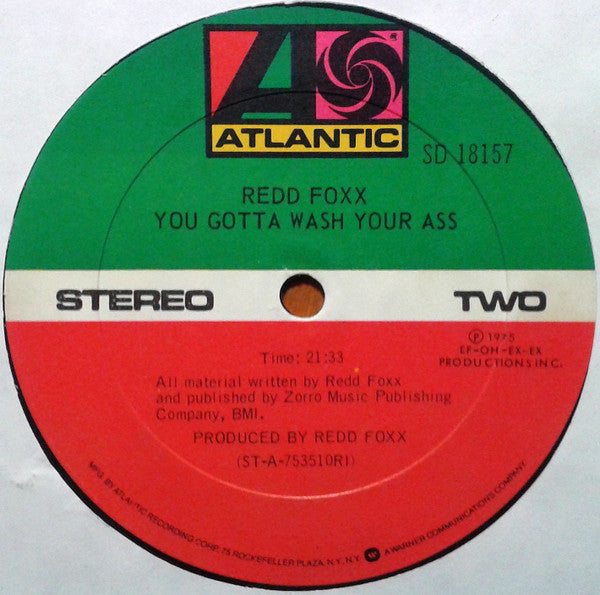 ATLANTIC
SD 18157
REDD FOXX
YOU GOTTA WASH YOUR ASS
STEREO
TWO
Ⓟ 1975
EF-OH-EX-EX
PRODUCTIONS INC.
Time: 21:33
All material written by Redd Foxx
and published by Zorro Music Publishing
Company, BMI.
PRODUCED BY REDD FOXX
(ST-A-753510RI)
MFG. BY ATLANTIC RECORDING CORP., 75 ROCKEFELLER PLAZA, N.Y., N.Y. A WARNER COMMUNICATIONS COMPANY